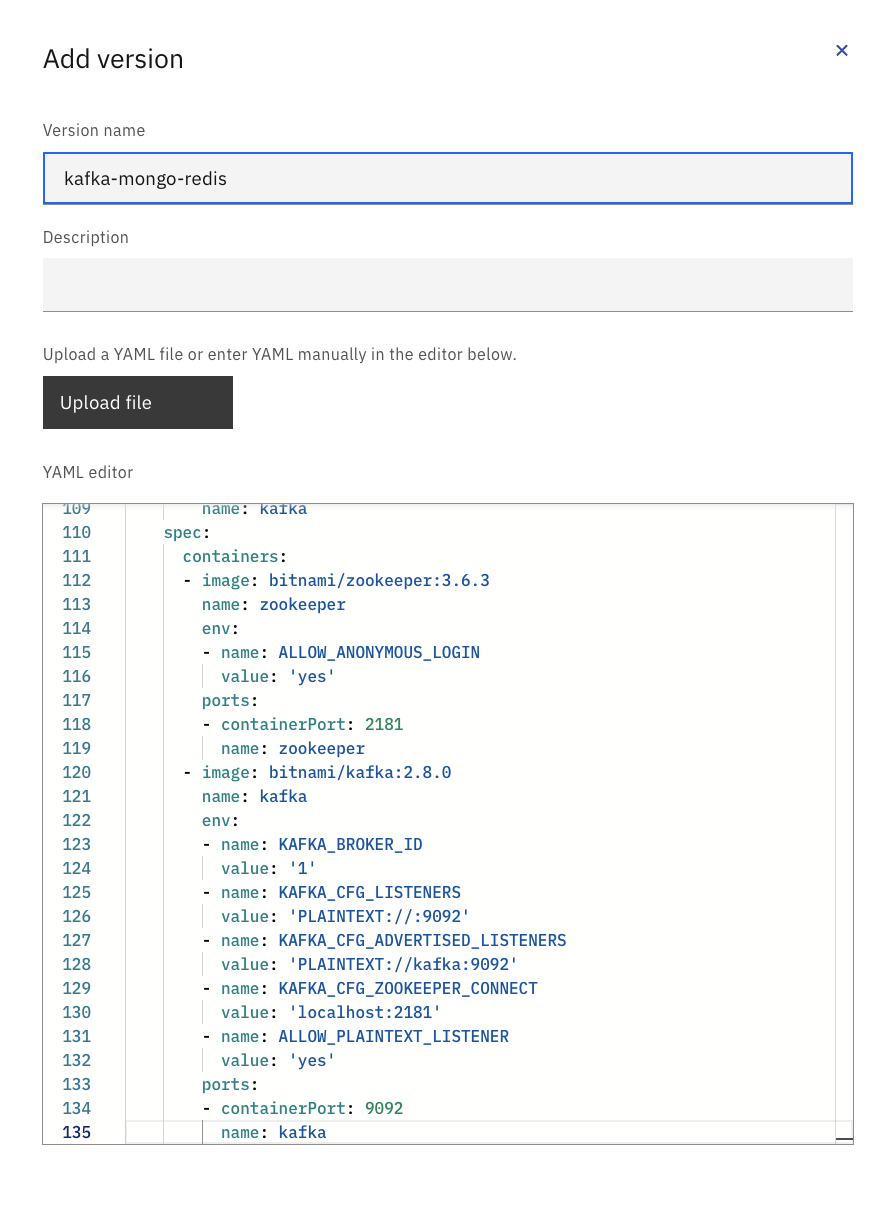 Add version
Version name
kafka-mongo-redis
Description
Upload a YAML file or enter YAML manually in the editor below.
Upload file
YAML editor
109 name: kafka
110 spec:
111 containers:
112 - image: bitnami/zookeeper:3.6.3
113 name: zookeeper
114 env:
115 - name: ALLOW_ANONYMOUS_LOGIN
116 value: 'yes'
117 ports:
118 - containerPort: 2181
119 name: zookeeper
120 - image: bitnami/kafka:2.8.0
121 name: kafka
122 env:
123 - name: KAFKA_BROKER_ID
124 value: '1'
125 - name: KAFKA_CFG_LISTENERS
126 value: 'PLAINTEXT://:9092'
127 - name: KAFKA_CFG_ADVERTISED_LISTENERS
128 value: 'PLAINTEXT://kafka:9092'
129 - name: KAFKA_CFG_ZOOKEEPER_CONNECT
130 value: 'localhost:2181'
131 - name: ALLOW_PLAINTEXT_LISTENER
132 value: 'yes'
133 ports:
134 - containerPort: 9092
135 name: kafka